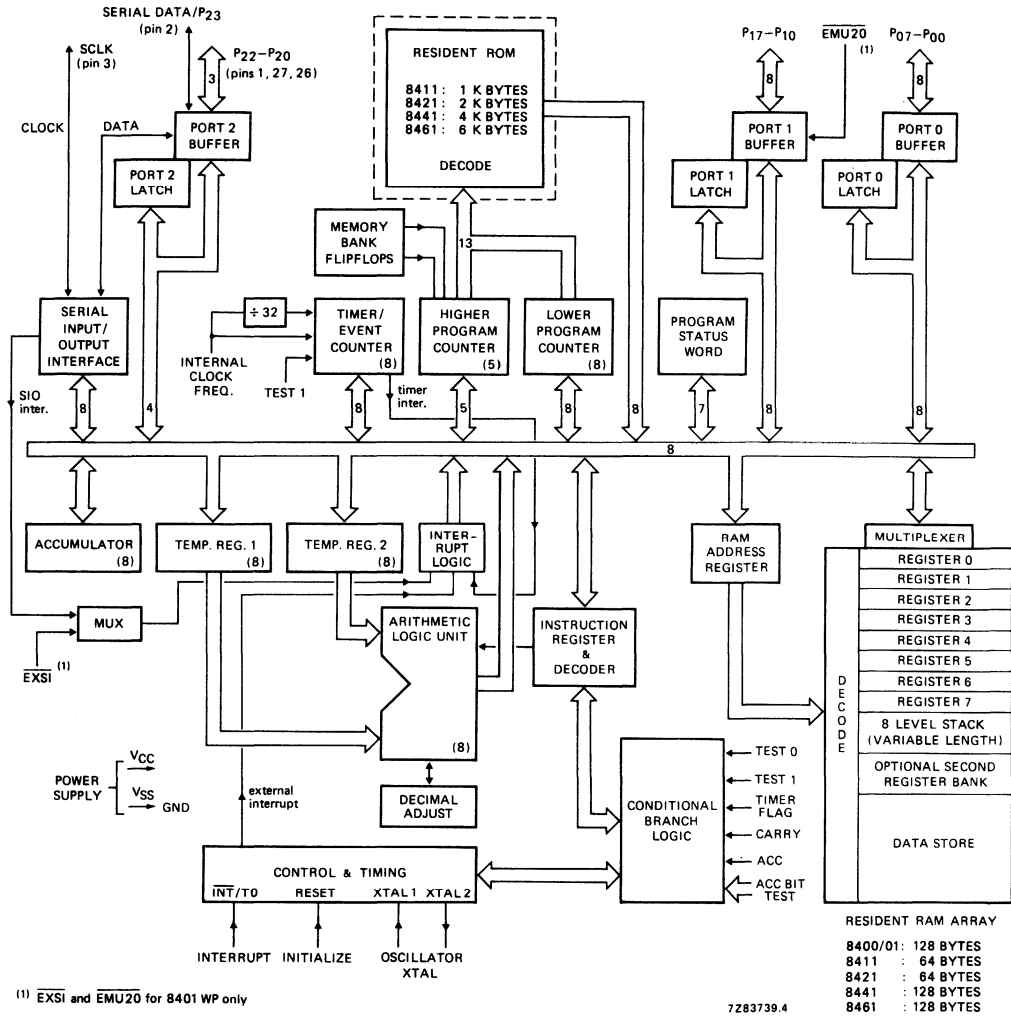 SERIAL DATA/P23
(pin 2)
SCLK
(pin 3)
P22–P20
(pins 1, 27, 26)
3
CLOCK
DATA
PORT 2
BUFFER
PORT 2
LATCH
RESIDENT ROM
8411 : 1 K BYTES
8421 : 2 K BYTES
8441 : 4 K BYTES
8461 : 6 K BYTES
DECODE
P17–P10
EMU20
(1)
P07–P00
8
8
PORT 1
BUFFER
PORT 0
BUFFER
PORT 1
LATCH
PORT 0
LATCH
MEMORY
BANK
FLIPFLOPS
13
SERIAL
INPUT/
OUTPUT
INTERFACE
÷ 32
TIMER/
EVENT
COUNTER
(8)
HIGHER
PROGRAM
COUNTER
(5)
LOWER
PROGRAM
COUNTER
(8)
PROGRAM
STATUS
WORD
INTERNAL
CLOCK
FREQ.
TEST 1
timer
inter.
SIO
inter.
8
4
8
5
8
8
7
8
8
8
ACCUMULATOR
(8)
TEMP. REG. 1
(8)
TEMP. REG. 2
(8)
INTER–
RUPT
LOGIC
RAM
ADDRESS
REGISTER
MULTIPLEXER
REGISTER 0
REGISTER 1
REGISTER 2
REGISTER 3
REGISTER 4
REGISTER 5
REGISTER 6
REGISTER 7
8 LEVEL STACK
(VARIABLE LENGTH)
OPTIONAL SECOND
REGISTER BANK
DATA STORE
DECODE
MUX
EXSI (1)
ARITHMETIC
LOGIC UNIT
(8)
INSTRUCTION
REGISTER
&
DECODER
DECIMAL
ADJUST
POWER
SUPPLY
VCC
VSS
GND
external
interrupt
CONDITIONAL
BRANCH
LOGIC
TEST 0
TEST 1
TIMER
FLAG
CARRY
ACC
ACC BIT
TEST
CONTROL & TIMING
INT/T0 RESET XTAL 1 XTAL 2
INTERRUPT INITIALIZE OSCILLATOR
XTAL
RESIDENT RAM ARRAY
8400/01 : 128 BYTES
8411 : 64 BYTES
8421 : 64 BYTES
8441 : 128 BYTES
8461 : 128 BYTES
(1) EXSI and EMU20 for 8401 WP only
7Z83739.4